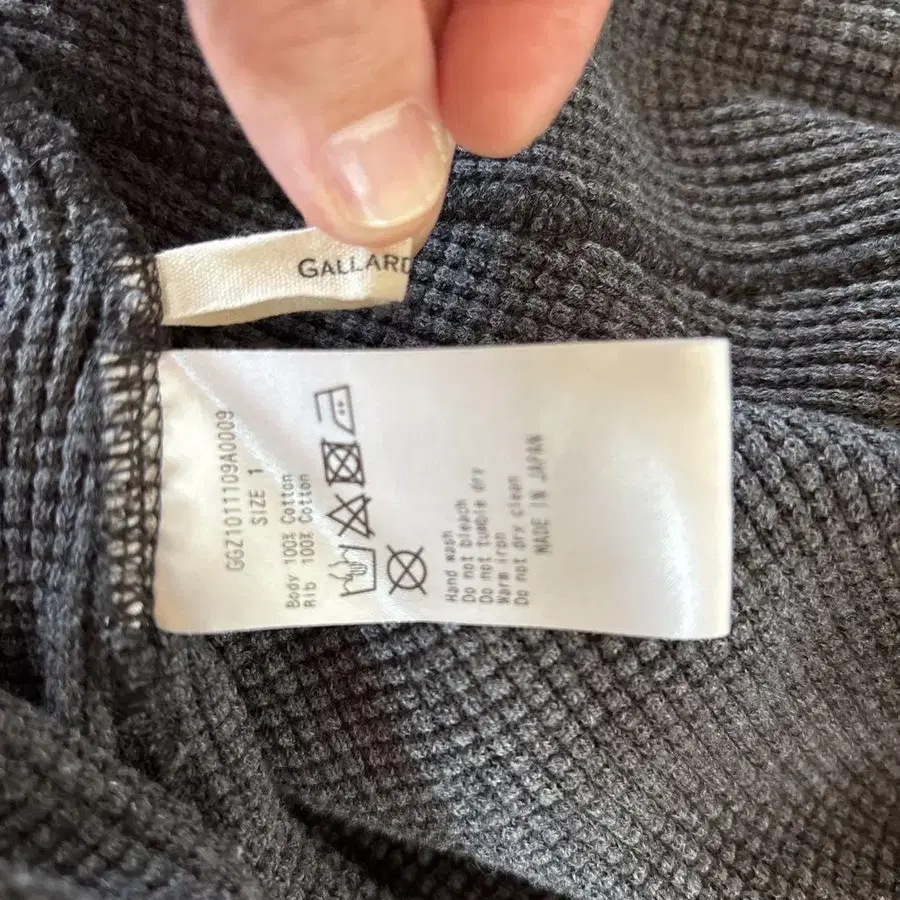 GALLARD
GGZ1011109A0009
SIZE 1
Body 100% Cotton
Rib 100% Cotton
Hand wash
Do not bleach
Do not tumble dry
Warm iron
Do not dry clean
MADE IN JAPAN